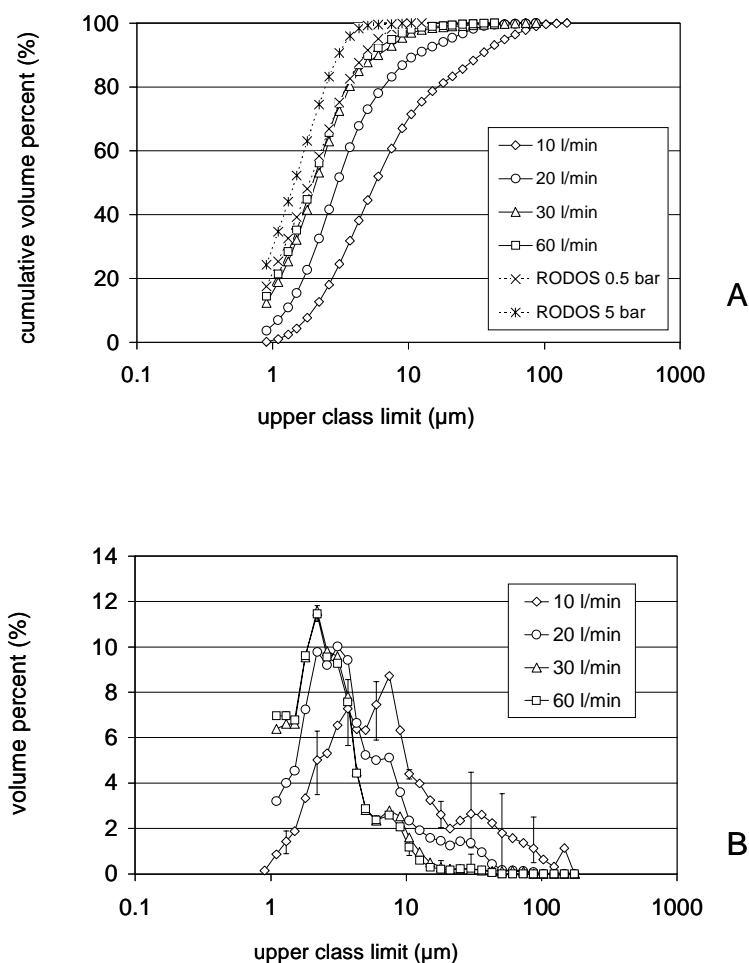 cumulative volume percent (%)
100
80
60
40
20
0
10 l/min
20 l/min
30 l/min
60 l/min
RODOS 0.5 bar
RODOS 5 bar
A
0.1 1 10 100 1000
upper class limit (µm)
volume percent (%)
14
12
10
8
6
4
2
0
10 l/min
20 l/min
30 l/min
60 l/min
B
0.1 1 10 100 1000
upper class limit (µm)